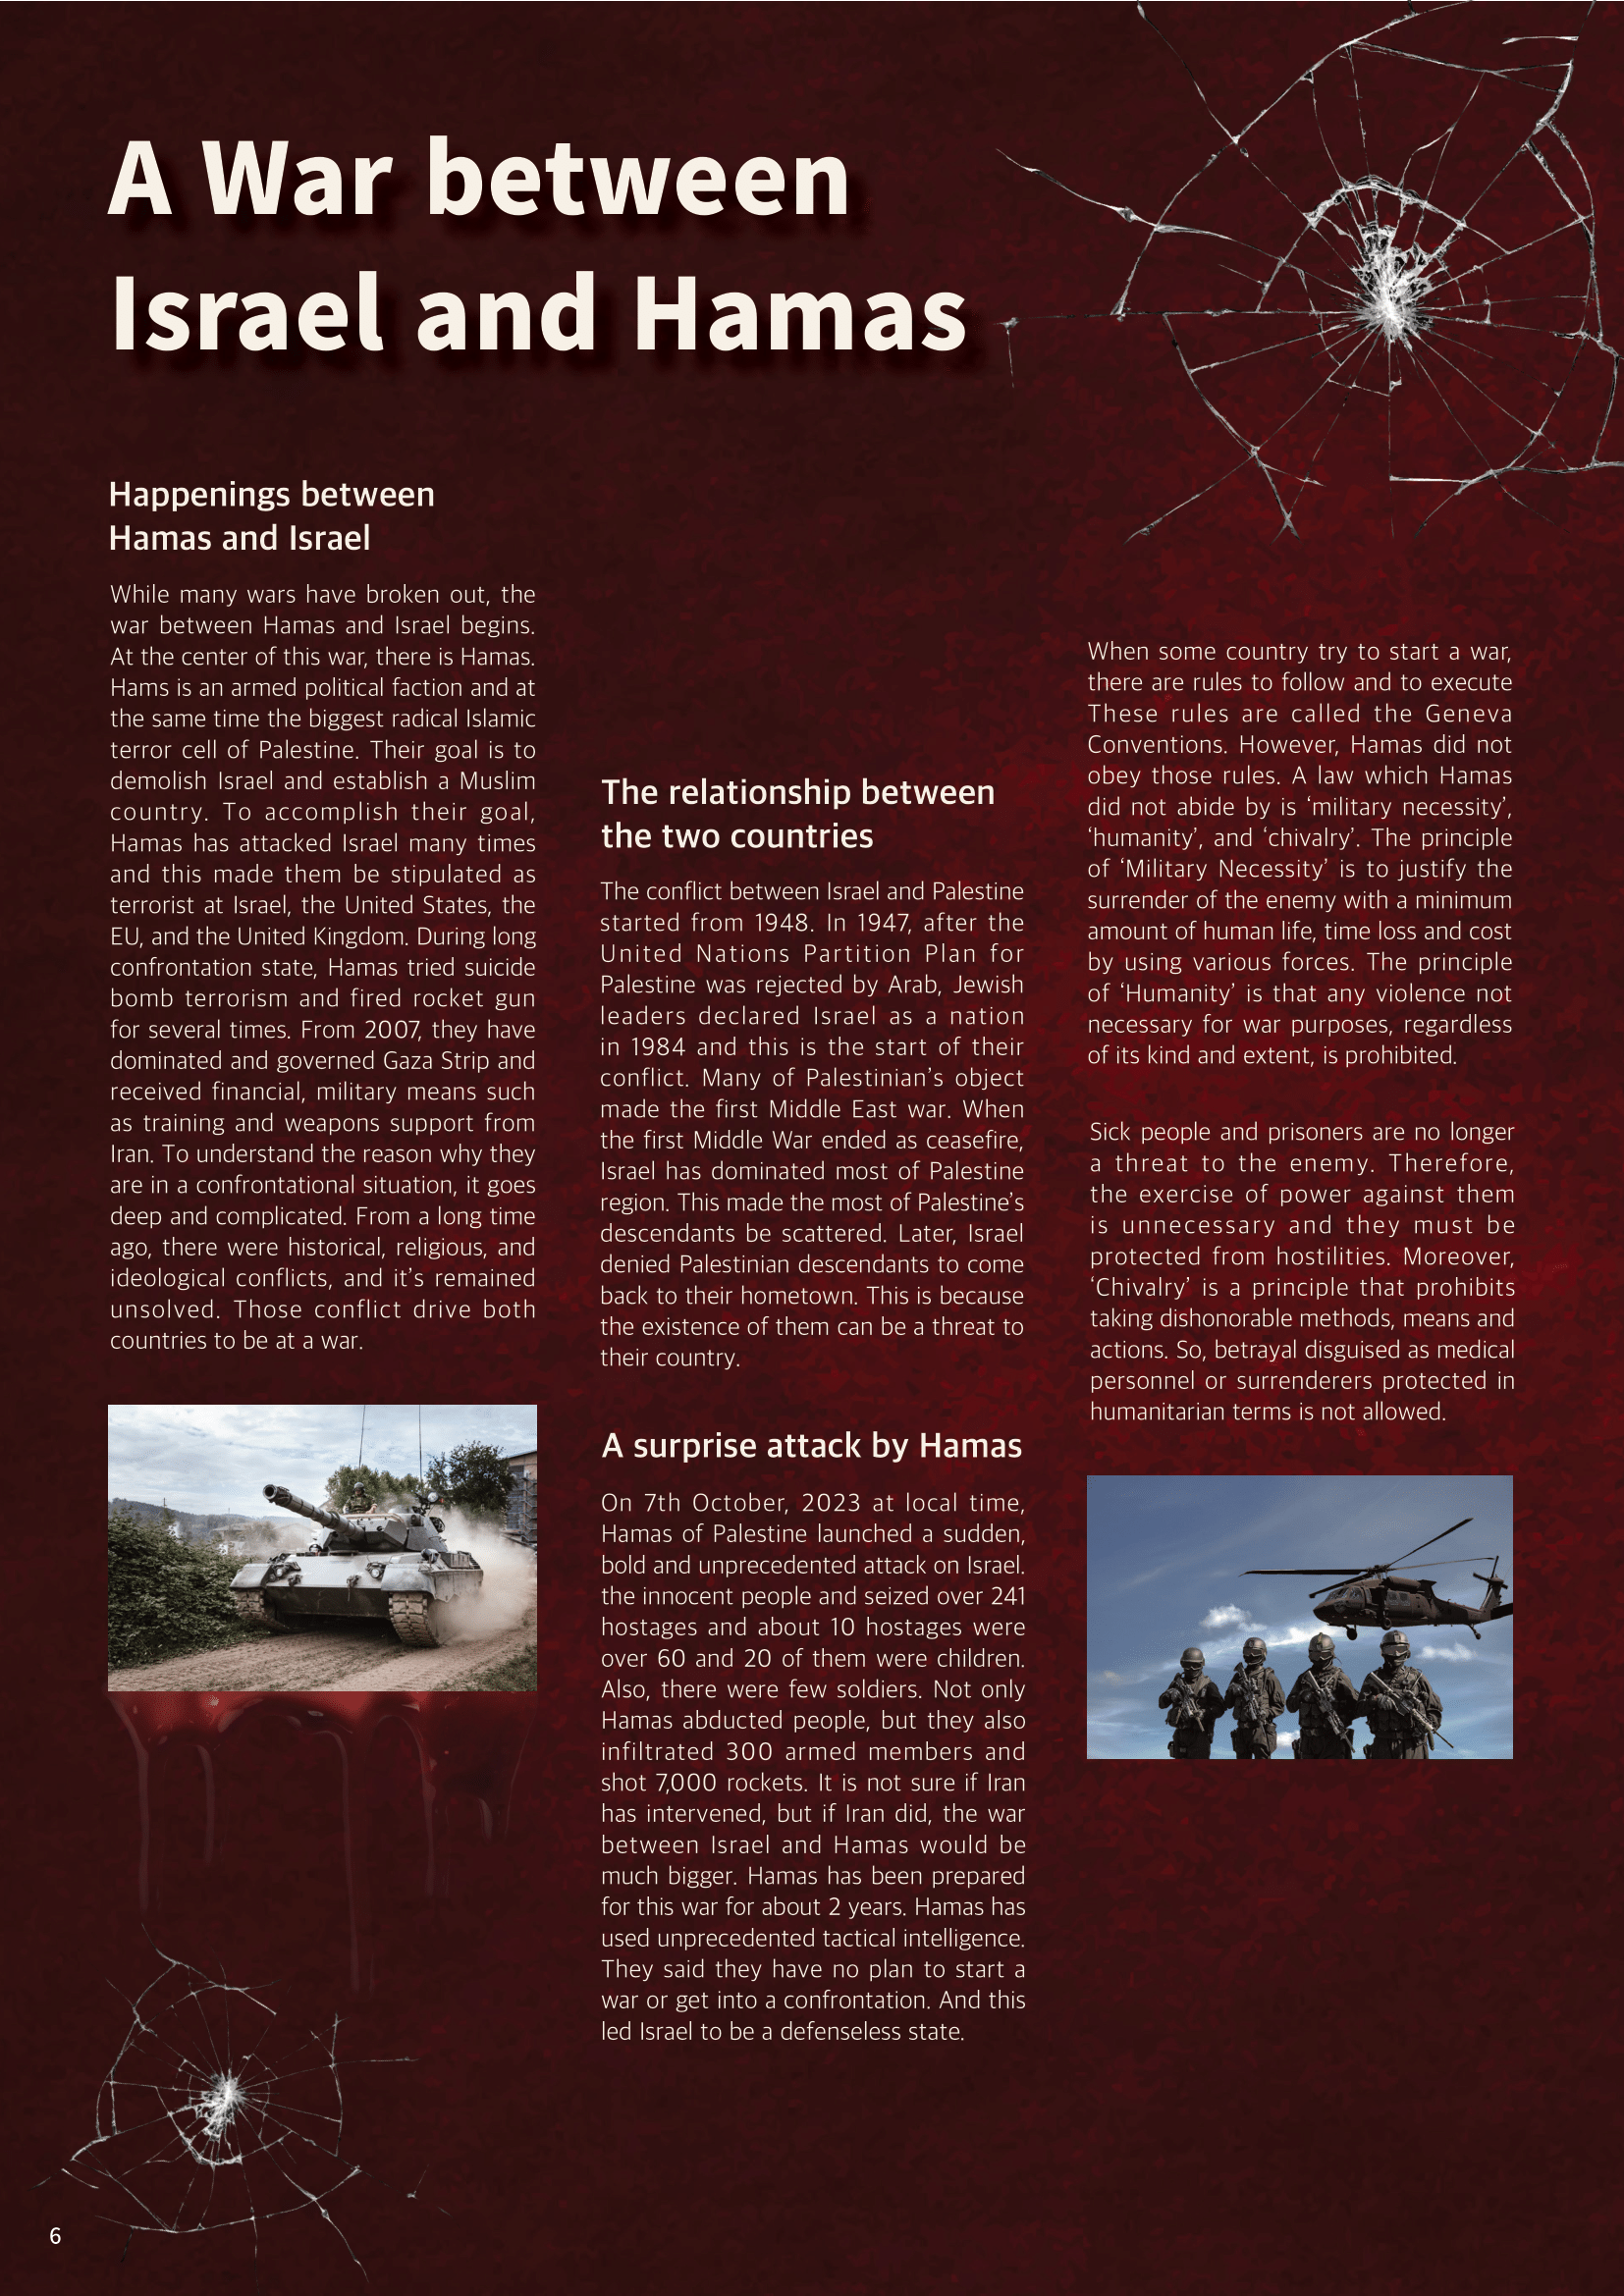 A War between
Israel and Hamas
Happenings between
Hamas and Israel
While many wars have broken out, the
war between Hamas and Israel begins.
At the center of this war, there is Hamas.
Hams is an armed political faction and at
the same time the biggest radical Islamic
terror cell of Palestine. Their goal is to
demolish Israel and establish a Muslim
country. To accomplish their goal,
Hamas has attacked Israel many times
and this made them be stipulated as
terrorist at Israel, the United States, the
EU, and the United Kingdom. During long
confrontation state, Hamas tried suicide
bomb terrorism and fired rocket gun
for several times. From 2007, they have
dominated and governed Gaza Strip and
received financial, military means such
as training and weapons support from
Iran. To understand the reason why they
are in a confrontational situation, it goes
deep and complicated. From a long time
ago, there were historical, religious, and
ideological conflicts, and it’s remained
unsolved. Those conflict drive both
countries to be at a war.
The relationship between
the two countries
The conflict between Israel and Palestine
started from 1948. In 1947, after the
United Nations Partition Plan for
Palestine was rejected by Arab, Jewish
leaders declared Israel as a nation
in 1984 and this is the start of their
conflict. Many of Palestinian’s object
made the first Middle East war. When
the first Middle War ended as ceasefire,
Israel has dominated most of Palestine
region. This made the most of Palestine’s
descendants be scattered. Later, Israel
denied Palestinian descendants to come
back to their hometown. This is because
the existence of them can be a threat to
their country.
A surprise attack by Hamas
On 7th October, 2023 at local time,
Hamas of Palestine launched a sudden,
bold and unprecedented attack on Israel.
the innocent people and seized over 241
hostages and about 10 hostages were
over 60 and 20 of them were children.
Also, there were few soldiers. Not only
Hamas abducted people, but they also
infiltrated 300 armed members and
shot 7,000 rockets. It is not sure if Iran
has intervened, but if Iran did, the war
between Israel and Hamas would be
much bigger. Hamas has been prepared
for this war for about 2 years. Hamas has
used unprecedented tactical intelligence.
They said they have no plan to start a
war or get into a confrontation. And this
led Israel to be a defenseless state.
When some country try to start a war,
there are rules to follow and to execute
These rules are called the Geneva
Conventions. However, Hamas did not
obey those rules. A law which Hamas
did not abide by is ‘military necessity’,
‘humanity’, and ‘chivalry’. The principle
of ‘Military Necessity’ is to justify the
surrender of the enemy with a minimum
amount of human life, time loss and cost
by using various forces. The principle
of ‘Humanity’ is that any violence not
necessary for war purposes, regardless
of its kind and extent, is prohibited.
Sick people and prisoners are no longer
a threat to the enemy. Therefore,
the exercise of power against them
is unnecessary and they must be
protected from hostilities. Moreover,
‘Chivalry’ is a principle that prohibits
taking dishonorable methods, means and
actions. So, betrayal disguised as medical
personnel or surrenderers protected in
humanitarian terms is not allowed.
6